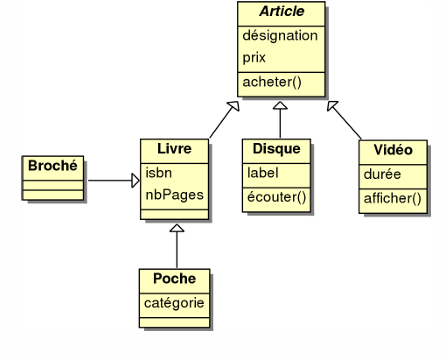 Article
désignation
prix
acheter()
Livre
isbn
nbPages
Disque
label
écouter()
Vidéo
durée
afficher()
Broché
Poche
catégorie